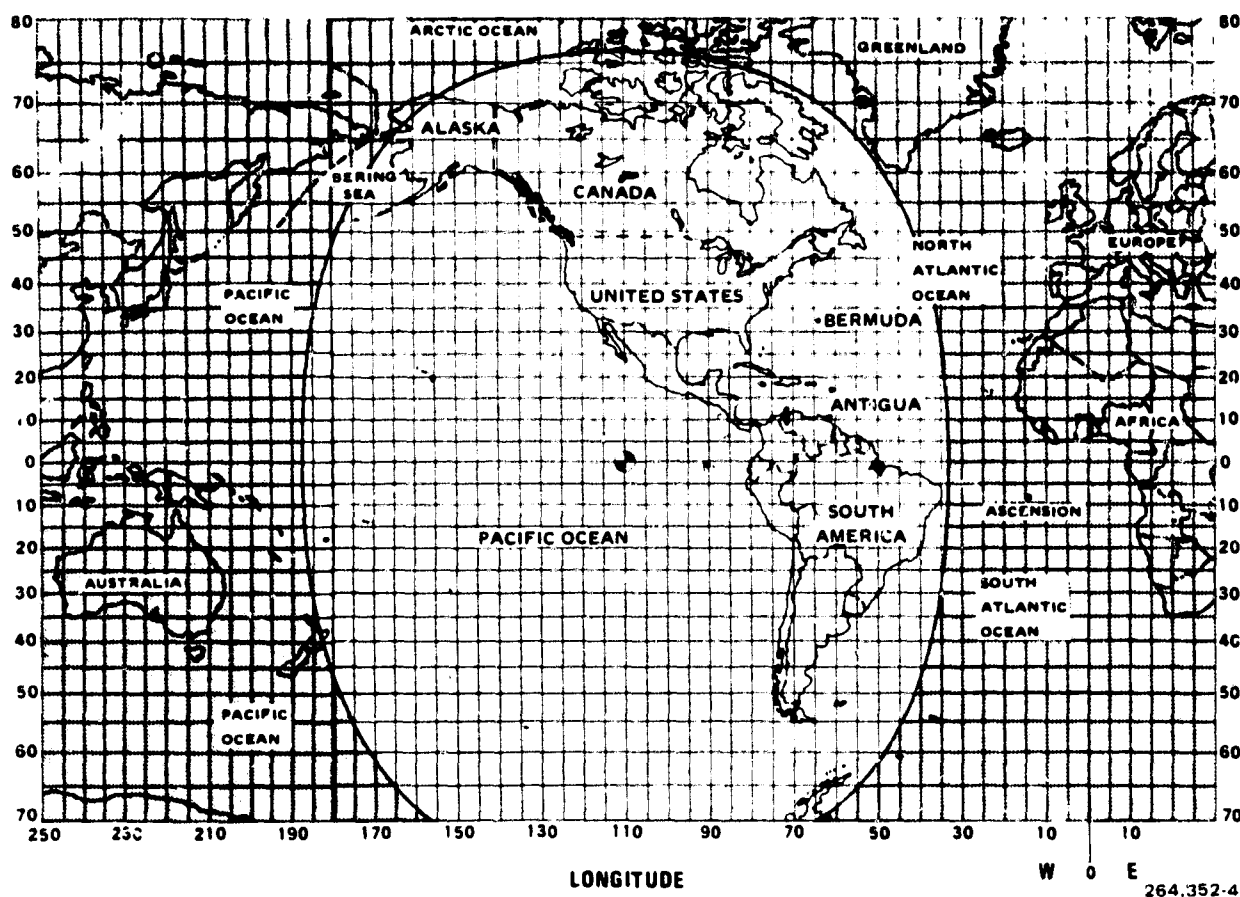 80
ARCTIC OCEAN
GREENLAND
80
70
ALASKA
70
60
BERING
SEA
CANADA
60
50
NORTH
ATLANTIC
OCEAN
EUROPE
50
40
PACIFIC
OCEAN
UNITED STATES
40
30
BERMUDA
30
20
20
10
ANTIGUA
AFRICA
10
0
0
10
SOUTH
AMERICA
ASCENSION
10
20
PACIFIC OCEAN
20
AUSTRALIA
SOUTH
ATLANTIC
OCEAN
30
30
40
40
50
50
PACIFIC
OCEAN
60
60
70
70
250 230 210 190 170 150 130 110 90 70 50 30 10 10
LONGITUDE
W 0 E
264.352-4